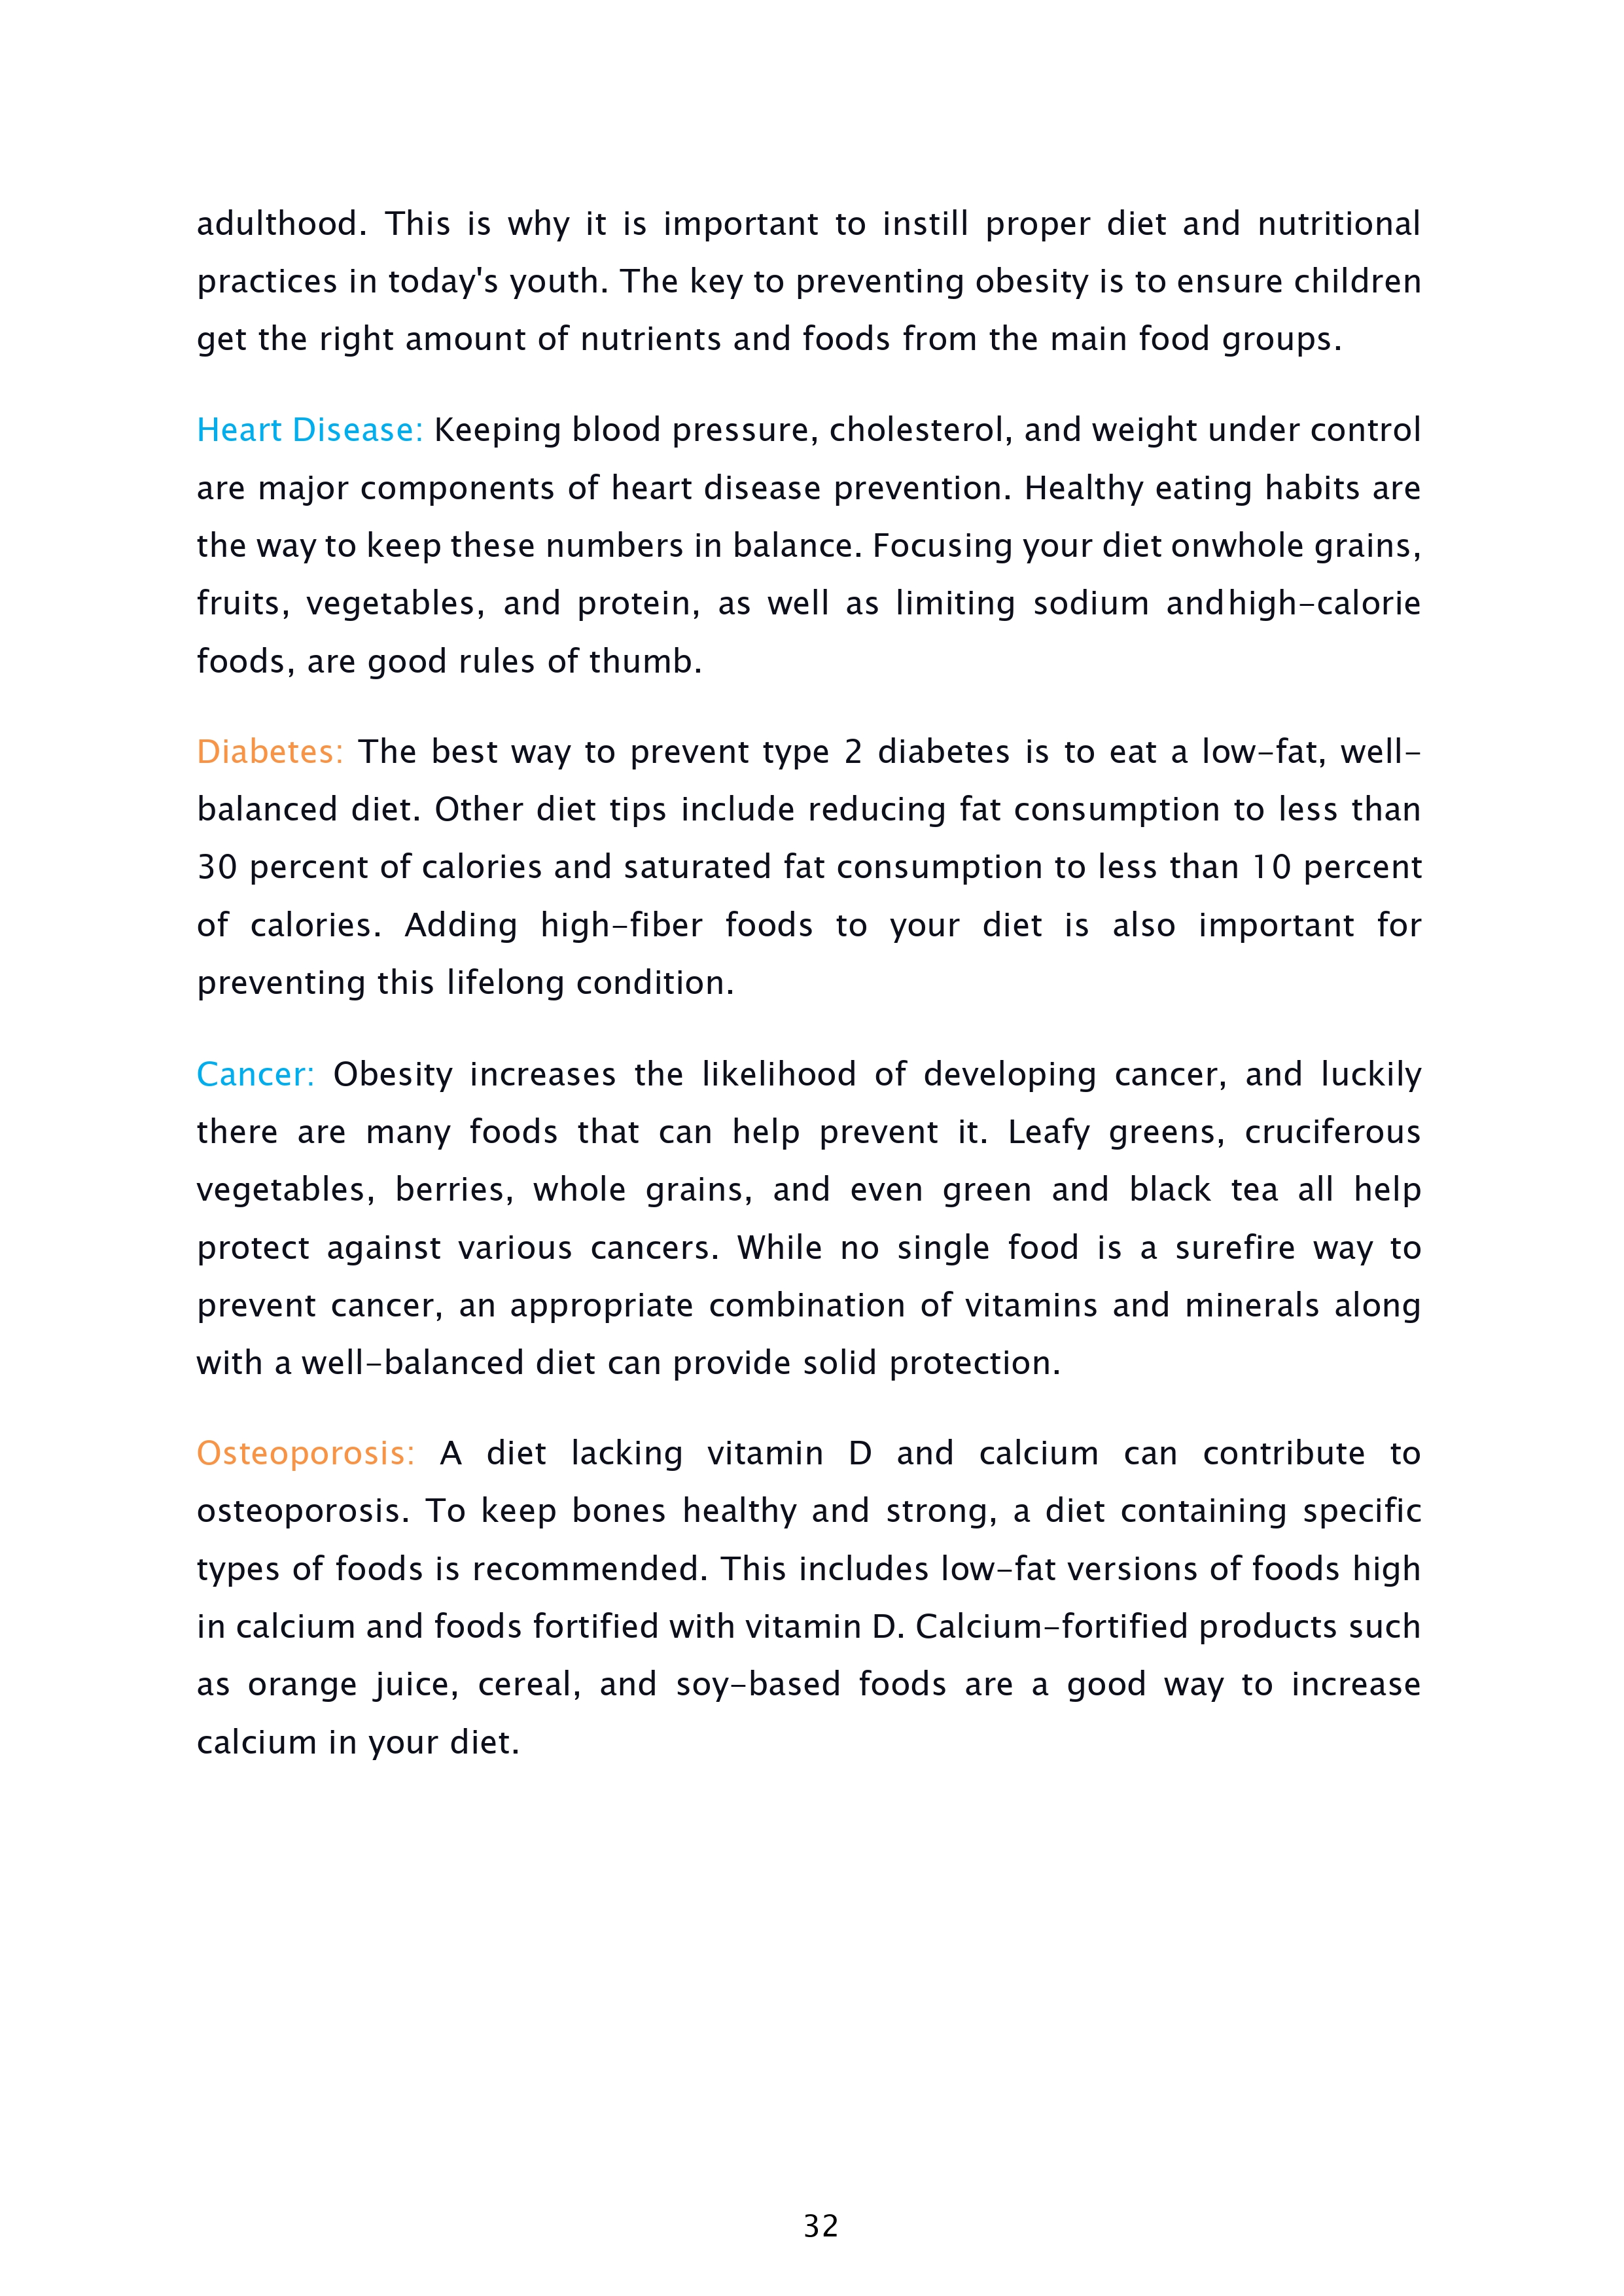 adulthood. This is why it is important to instill proper diet and nutritional
practices in today's youth. The key to preventing obesity is to ensure children
get the right amount of nutrients and foods from the main food groups.
Heart Disease: Keeping blood pressure, cholesterol, and weight under control
are major components of heart disease prevention. Healthy eating habits are
the way to keep these numbers in balance. Focusing your diet onwhole grains,
fruits, vegetables, and protein, as well as limiting sodium andhigh-calorie
foods, are good rules of thumb.
Diabetes: The best way to prevent type 2 diabetes is to eat a low-fat, well-
balanced diet. Other diet tips include reducing fat consumption to less than
30 percent of calories and saturated fat consumption to less than 10 percent
of calories. Adding high-fiber foods to your diet is also important for
preventing this lifelong condition.
Cancer: Obesity increases the likelihood of developing cancer, and luckily
there are many foods that can help prevent it. Leafy greens, cruciferous
vegetables, berries, whole grains, and even green and black tea all help
protect against various cancers. While no single food is a surefire way to
prevent cancer, an appropriate combination of vitamins and minerals along
with a well-balanced diet can provide solid protection.
Osteoporosis: A diet lacking vitamin D and calcium can contribute to
osteoporosis. To keep bones healthy and strong, a diet containing specific
types of foods is recommended. This includes low-fat versions of foods high
in calcium and foods fortified with vitamin D. Calcium-fortified products such
as orange juice, cereal, and soy-based foods are a good way to increase
calcium in your diet.
32